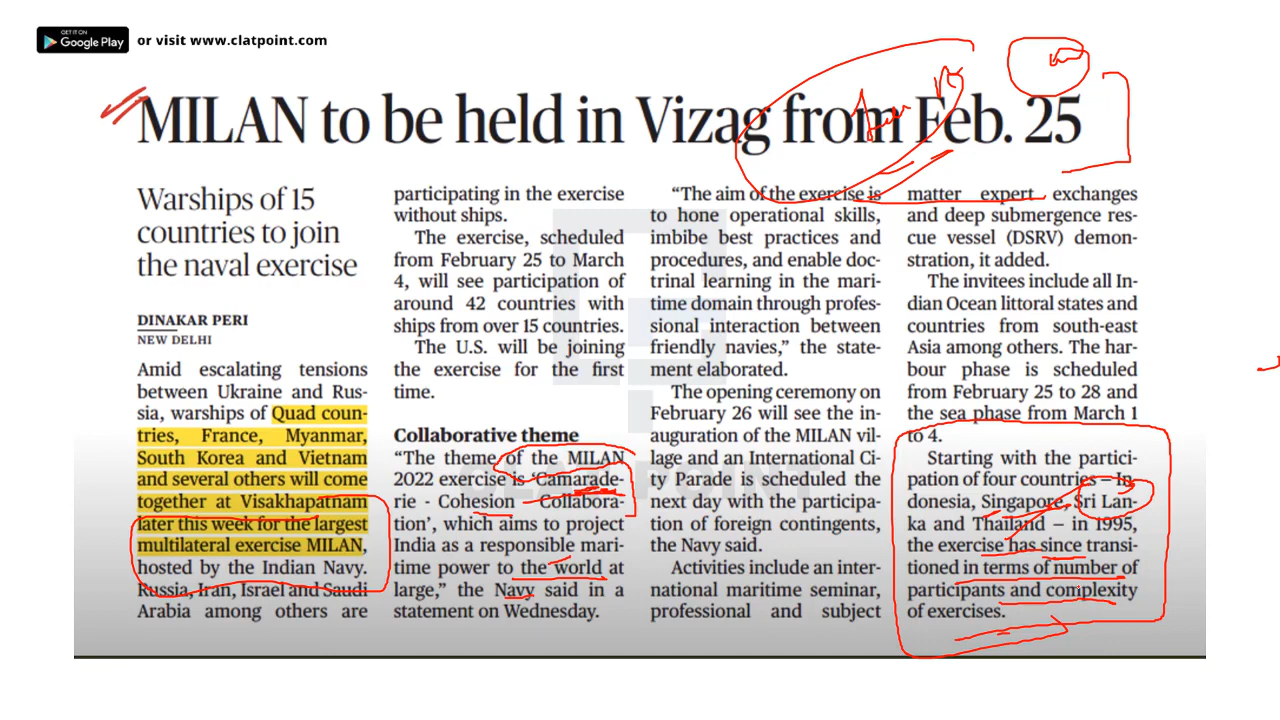 GET IT ON
Google Play
or visit www.clatpoint.com
MILAN to be held in Vizag from Feb. 25
Warships of 15
countries to join
the naval exercise
DINAKAR PERI
NEW DELHI
Amid escalating tensions
between Ukraine and Rus-
sia, warships of Quad coun-
tries, France, Myanmar,
South Korea and Vietnam
and several others will come
together at Visakhapatnam
later this week for the largest
multilateral exercise MILAN,
hosted by the Indian Navy.
Russia, Iran, Israel and Saudi
Arabia among others are
participating in the exercise
without ships.
The exercise, scheduled
from February 25 to March
4, will see participation of
around 42 countries with
ships from over 15 countries.
The U.S. will be joining
the exercise for the first
time.
Collaborative theme
“The theme of the MILAN
2022 exercise is ‘Camarade-
rie - Cohesion - Collabora-
tion’, which aims to project
India as a responsible mari-
time power to the world at
large,” the Navy said in a
statement on Wednesday.
“The aim of the exercise is
to hone operational skills,
imbibe best practices and
procedures, and enable doc-
trinal learning in the mari-
time domain through profes-
sional interaction between
friendly navies,” the state-
ment elaborated.
The opening ceremony on
February 26 will see the in-
auguration of the MILAN vil-
lage and an International Ci-
ty Parade is scheduled the
next day with the participa-
tion of foreign contingents,
the Navy said.
Activities include an inter-
national maritime seminar,
professional and subject
matter expert exchanges
and deep submergence res-
cue vessel (DSRV) demon-
stration, it added.
The invitees include all In-
dian Ocean littoral states and
countries from south-east
Asia among others. The har-
bour phase is scheduled
from February 25 to 28 and
the sea phase from March 1
to 4.
Starting with the partici-
pation of four countries – In-
donesia, Singapore, Sri Lan-
ka and Thailand – in 1995,
the exercise has since transi-
tioned in terms of number of
participants and complexity
of exercises.
CLAT POINT